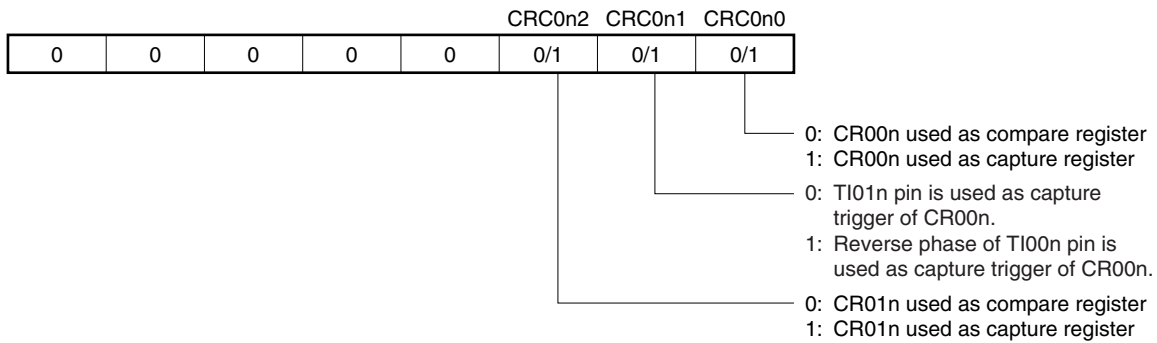 CRC0n2 CRC0n1 CRC0n0
0 0 0 0 0 0/1 0/1 0/1
0: CR00n used as compare register
1: CR00n used as capture register
0: TI01n pin is used as capture
trigger of CR00n.
1: Reverse phase of TI00n pin is
used as capture trigger of CR00n.
0: CR01n used as compare register
1: CR01n used as capture register